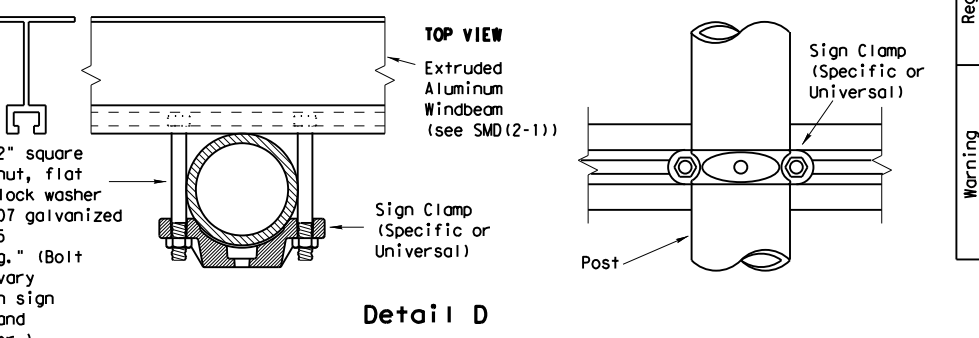 TOP VIEW
Extruded
Aluminum
Windbeam
(see SMD(2-1))
2" square
nut, flat
lock washer
07 galvanized
g." (Bolt
vary
sign
and
Sign Clamp
(Specific or
Universal)
Detail D
Sign Clamp
(Specific or
Universal)
Post
Reg
Warning